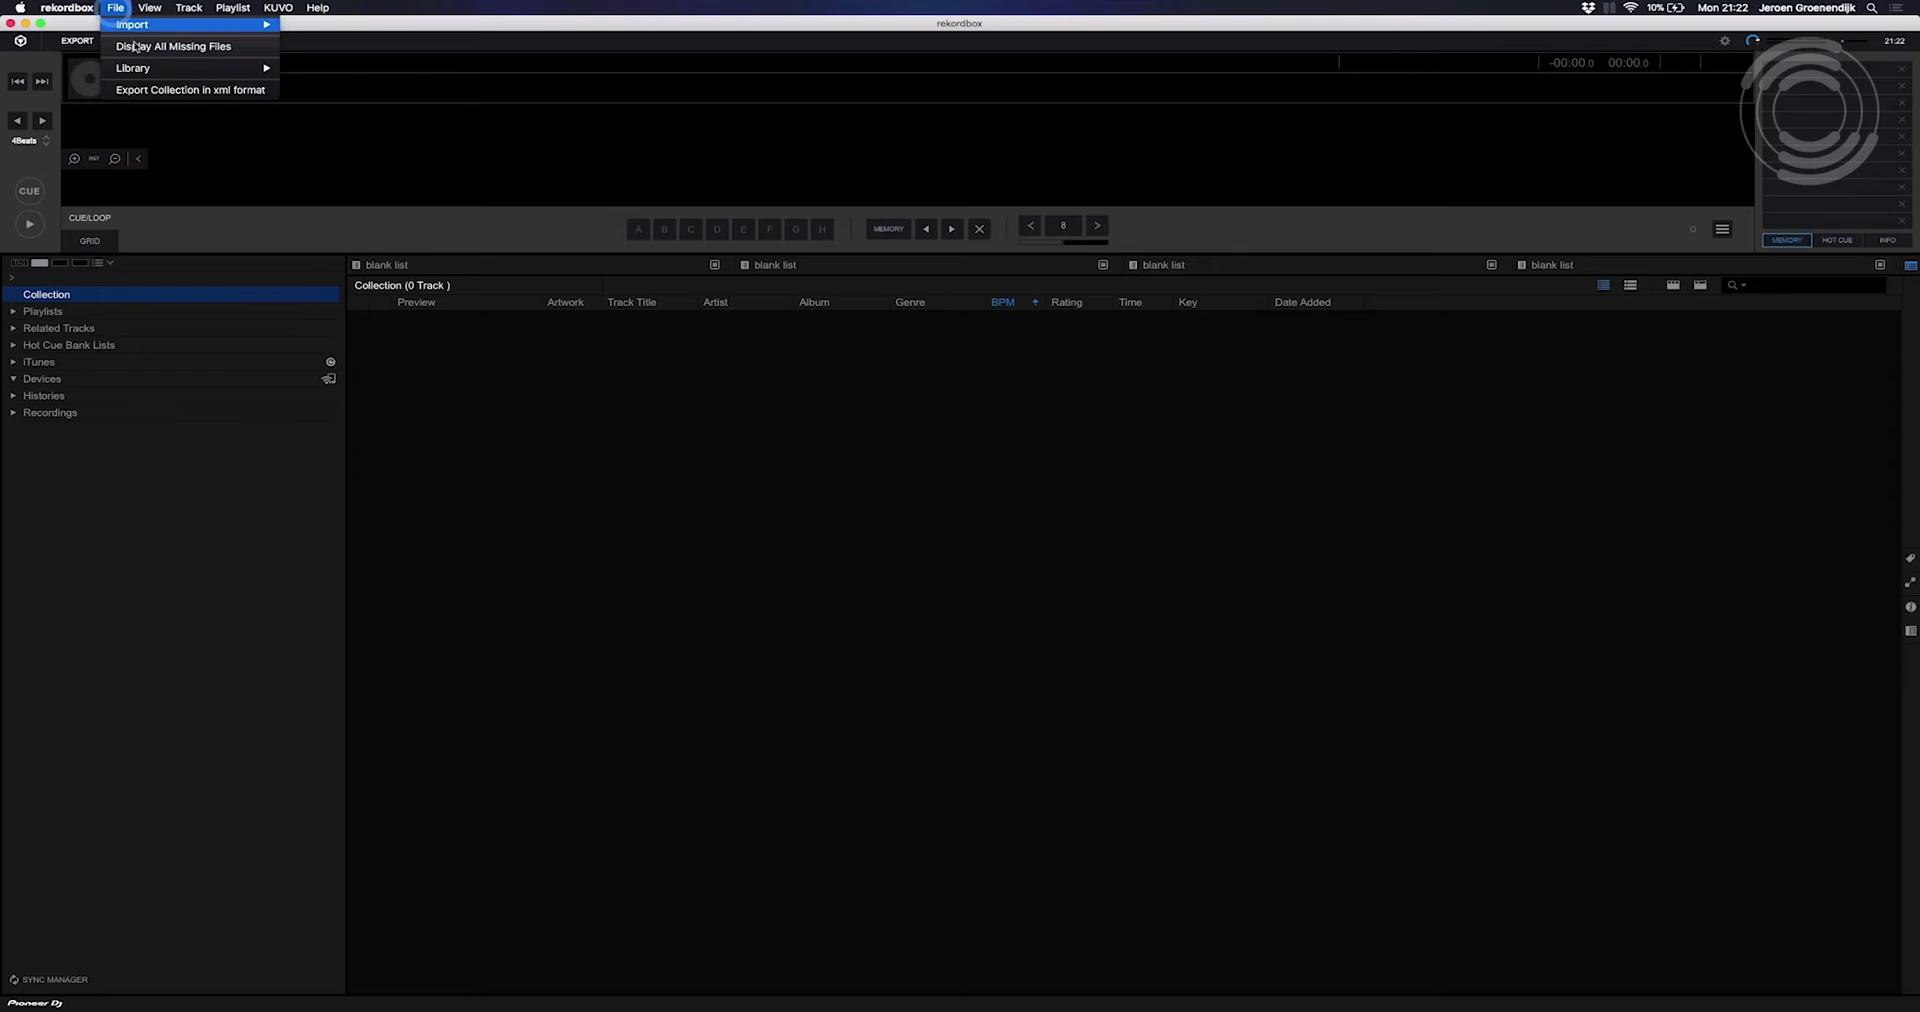 rekordbox File View Track Playlist KUVO Help 10% Mon 21:22 Jeroen Groenendijk
Import
rekordbox
EXPORT
Display All Missing Files
21:22
Library
-00:00.0 00:00.0
Export Collection in xml format
4Beats
RST
CUE
CUE/LOOP
GRID
A B C D E F G H
MEMORY
8
MEMORY HOT CUE INFO
blank list blank list blank list blank list
Collection (0 Track )
Preview Artwork Track Title Artist Album Genre BPM Rating Time Key Date Added
Collection
Playlists
Related Tracks
Hot Cue Bank Lists
iTunes
Devices
Histories
Recordings
SYNC MANAGER
Pioneer Dj